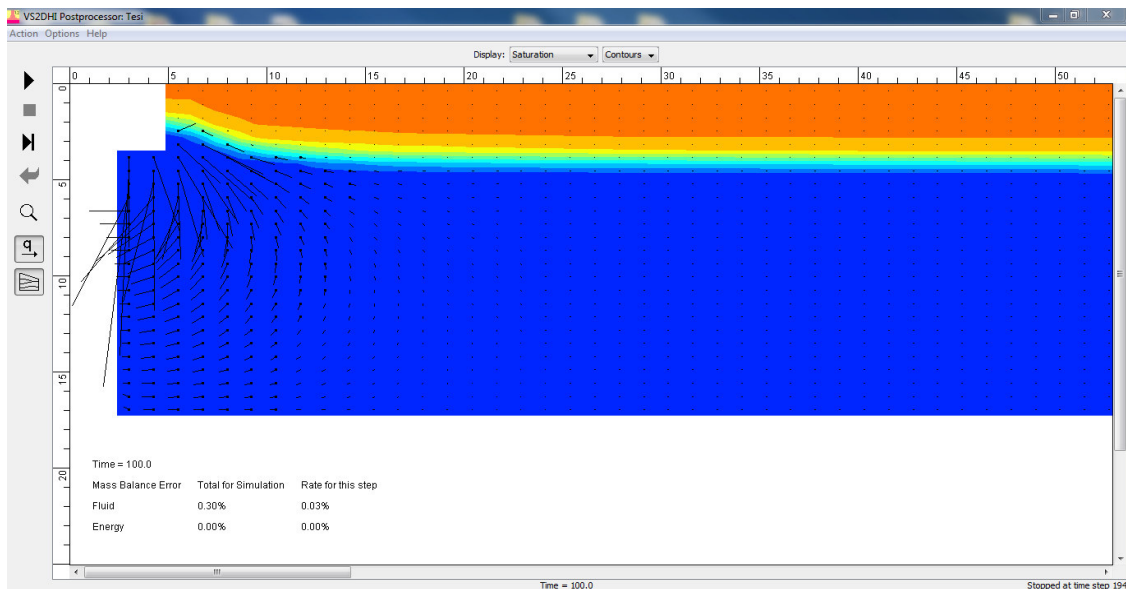 VS2DHI Postprocessor: Tesi
Action Options Help
Display: Saturation Contours
0 5 10 15 20 25 30 35 40 45 50
0
5
10
15
20
q
Time = 100.0
Mass Balance Error Total for Simulation Rate for this step
Fluid 0.30% 0.03%
Energy 0.00% 0.00%
Time = 100.0 Stopped at time step 194